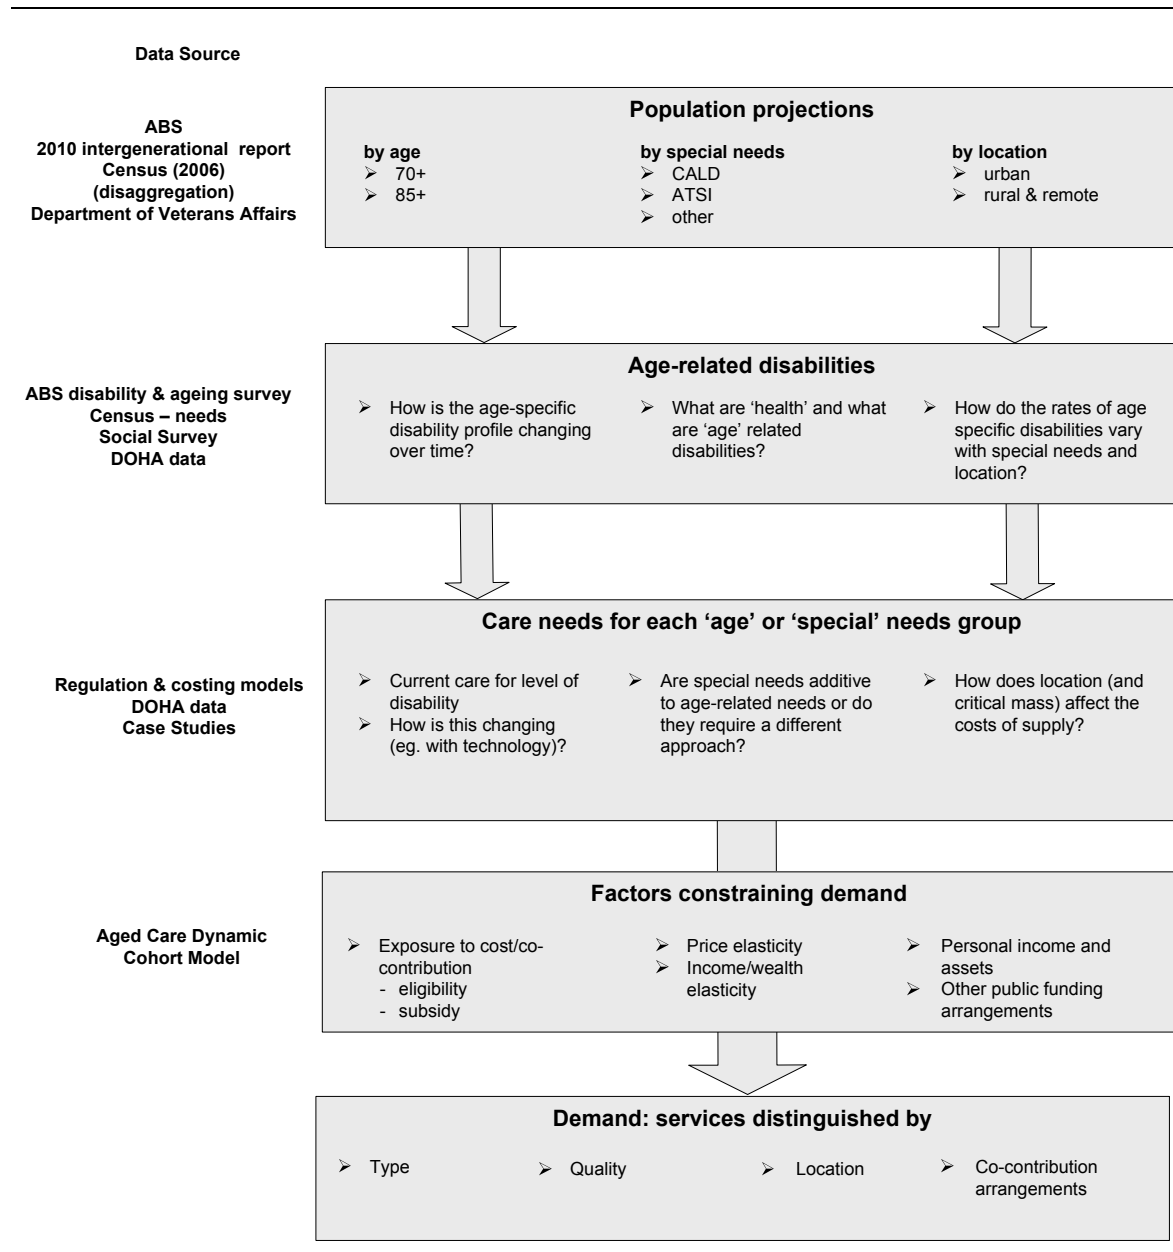 Data Source
ABS
2010 intergenerational report
Census (2006)
(disaggregation)
Department of Veterans Affairs
Population projections
by age
➢ 70+
➢ 85+
by special needs
➢ CALD
➢ ATSI
➢ other
by location
➢ urban
➢ rural & remote
ABS disability & ageing survey
Census – needs
Social Survey
DOHA data
Age-related disabilities
➢ How is the age-specific
disability profile changing
over time?
➢ What are ‘health’ and what
are ‘age’ related
disabilities?
➢ How do the rates of age
specific disabilities vary
with special needs and
location?
Regulation & costing models
DOHA data
Case Studies
Care needs for each ‘age’ or ‘special’ needs group
➢ Current care for level of
disability
➢ How is this changing
(eg. with technology)?
➢ Are special needs additive
to age-related needs or do
they require a different
approach?
➢ How does location (and
critical mass) affect the
costs of supply?
Aged Care Dynamic
Cohort Model
Factors constraining demand
➢ Exposure to cost/co-
contribution
- eligibility
- subsidy
➢ Price elasticity
➢ Income/wealth
elasticity
➢ Personal income and
assets
➢ Other public funding
arrangements
Demand: services distinguished by
➢ Type
➢ Quality
➢ Location
➢ Co-contribution
arrangements